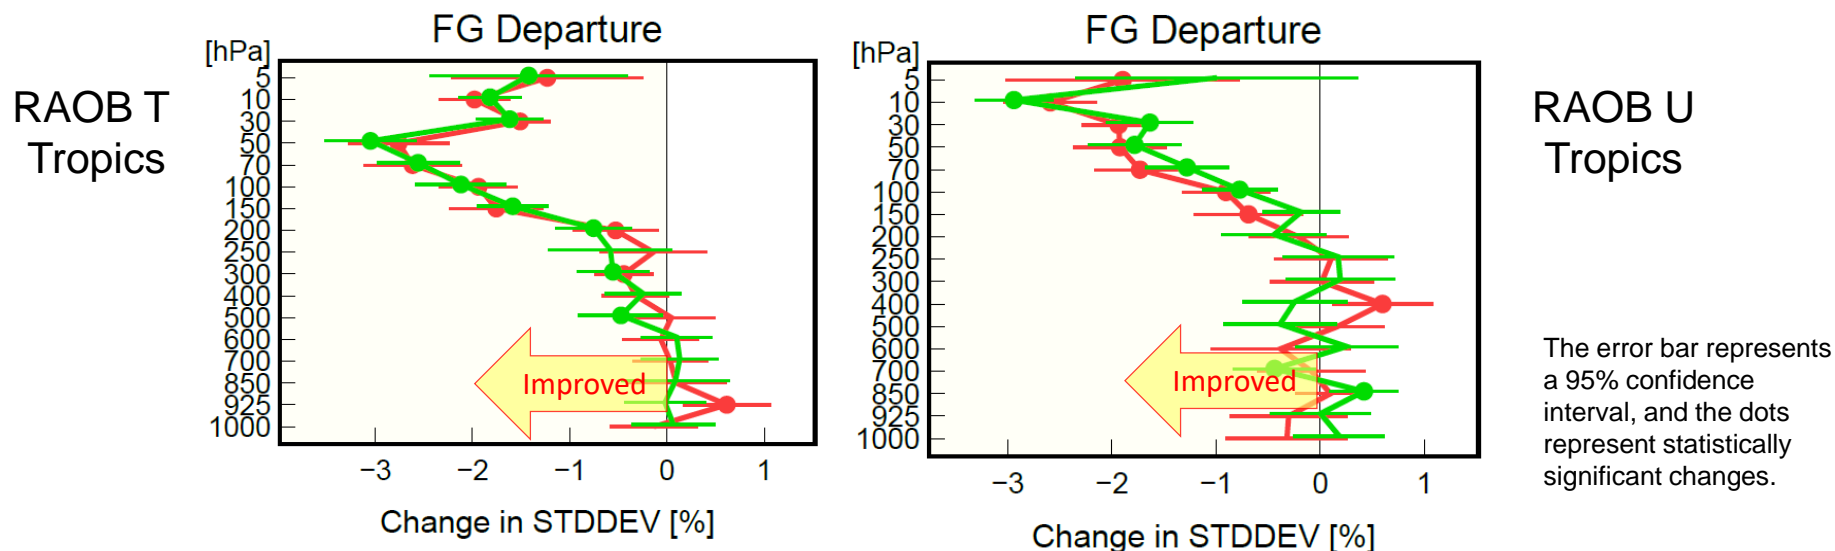 FG Departure
[hPa]
RAOB T
Tropics
5
10
30
50
70
100
150
200
250
300
400
500
600
700
850
925
1000
Improved
−3 −2 −1 0 1
Change in STDDEV [%]
FG Departure
[hPa]
5
10
30
50
70
100
150
200
250
300
400
500
600
700
850
925
1000
Improved
−3 −2 −1 0 1
Change in STDDEV [%]
RAOB U
Tropics
The error bar represents
a 95% confidence
interval, and the dots
represent statistically
significant changes.